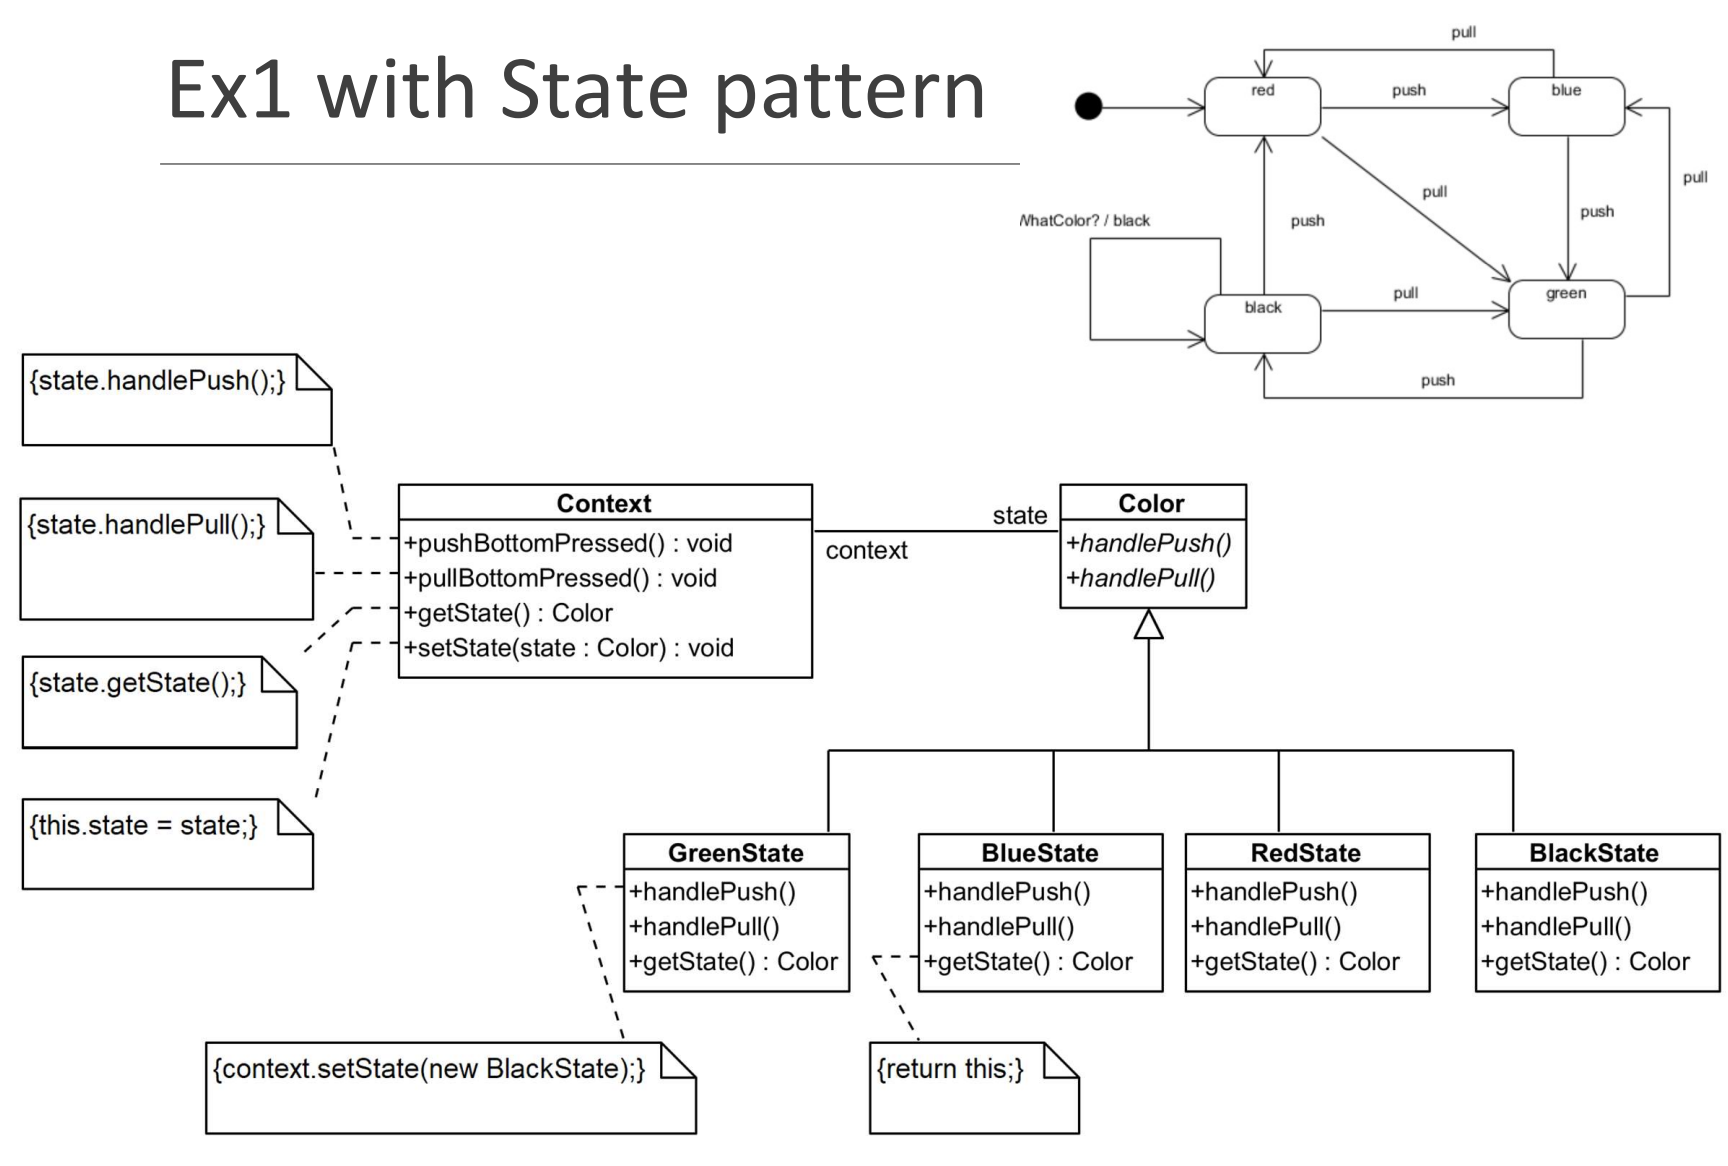 Ex1 with State pattern
pull
red
push
blue
pull
pull
push
push
/ black
black
pull
green
push
{state.handlePush();}
{state.handlePull();}
{state.getState();}
{this.state = state;}
Context
+pushBottomPressed() : void
+pullBottomPressed() : void
+getState() : Color
+setState(state : Color) : void
state
context
Color
+handlePush()
+handlePull()
GreenState
+handlePush()
+handlePull()
+getState() : Color
BlueState
+handlePush()
+handlePull()
+getState() : Color
RedState
+handlePush()
+handlePull()
+getState() : Color
BlackState
+handlePush()
+handlePull()
+getState() : Color
{context.setState(new BlackState);}
{return this;}